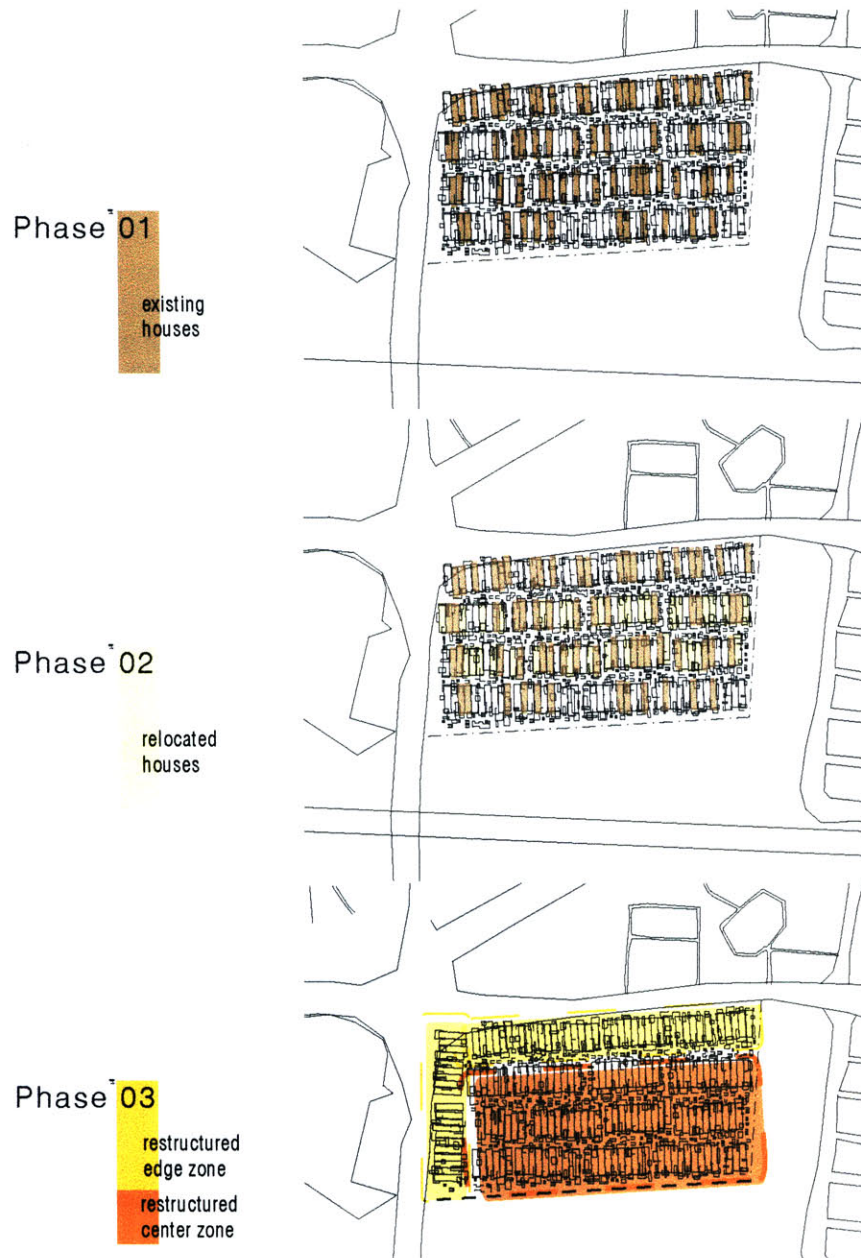 Phase 01
existing
houses
Phase 02
relocated
houses
Phase 03
restructured
edge zone
restructured
center zone